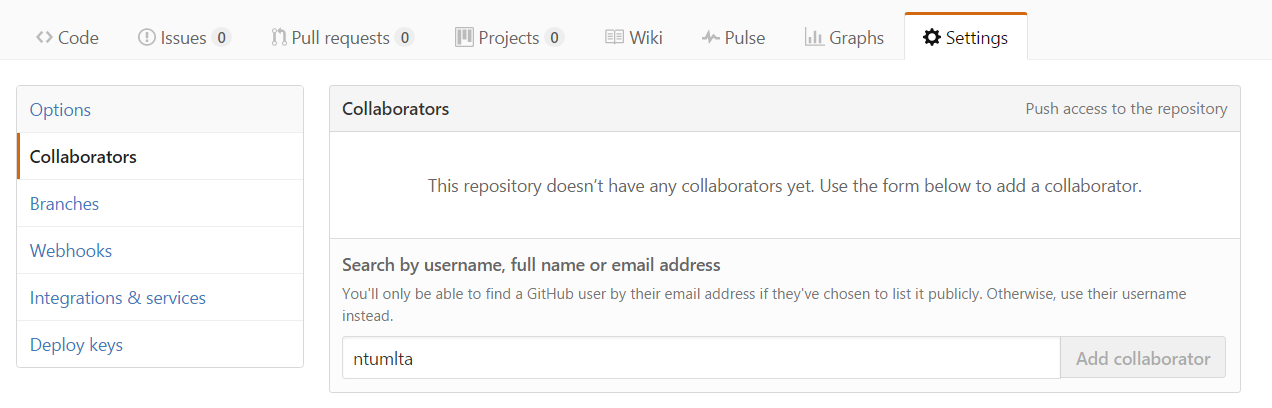 Code Issues 0 Pull requests 0 Projects 0 Wiki Pulse Graphs Settings
Options
Collaborators
Branches
Webhooks
Integrations & services
Deploy keys
Collaborators Push access to the repository
This repository doesn’t have any collaborators yet. Use the form below to add a collaborator.
Search by username, full name or email address
You'll only be able to find a GitHub user by their email address if they've chosen to list it publicly. Otherwise, use their username
instead.
ntumlta Add collaborator